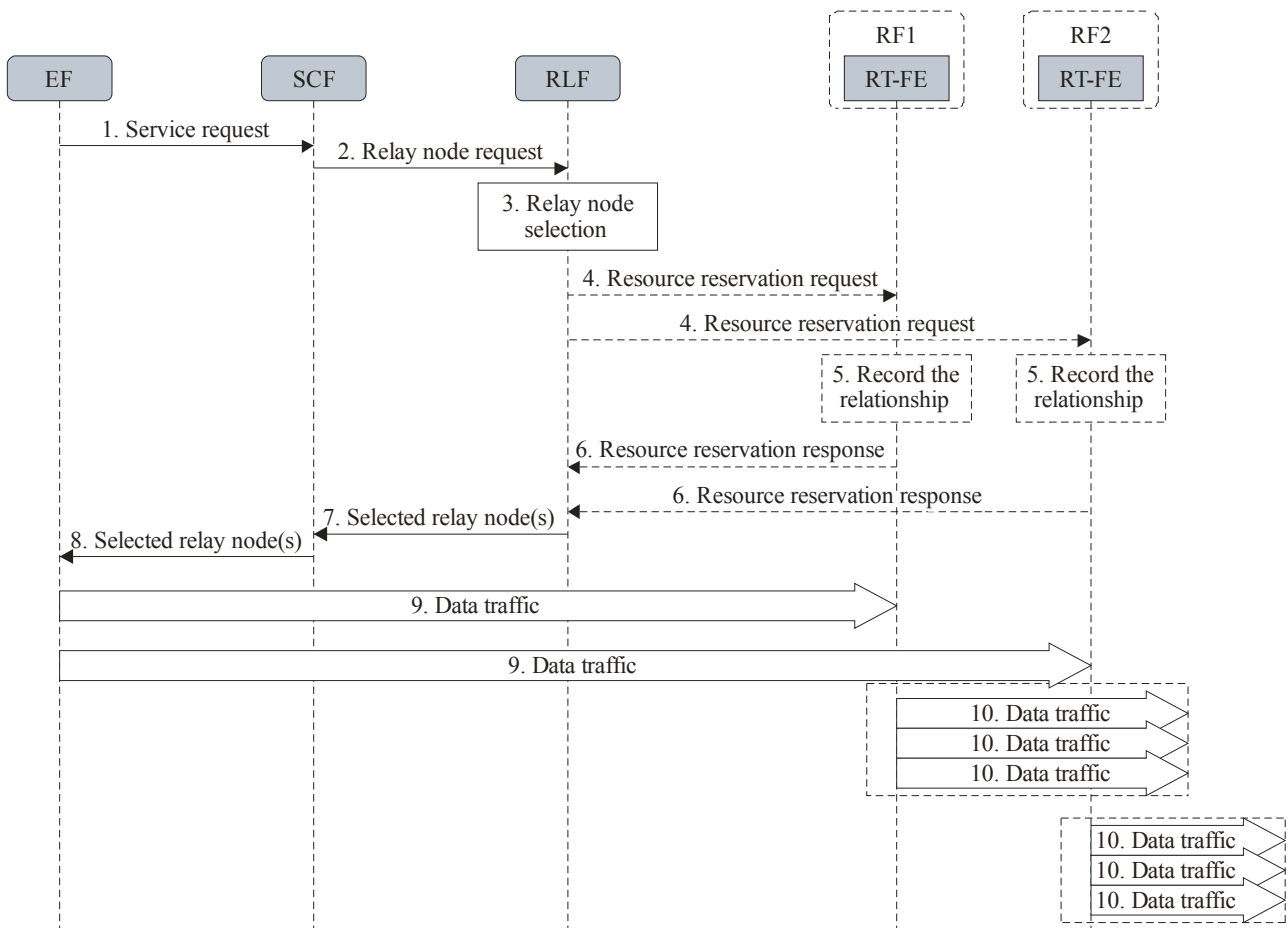 RF1
RF2
EF
SCF
RLF
RT-FE
RT-FE
1. Service request
2. Relay node request
3. Relay node
selection
4. Resource reservation request
4. Resource reservation request
5. Record the
relationship
5. Record the
relationship
6. Resource reservation response
6. Resource reservation response
7. Selected relay node(s)
8. Selected relay node(s)
9. Data traffic
9. Data traffic
10. Data traffic
10. Data traffic
10. Data traffic
10. Data traffic
10. Data traffic
10. Data traffic